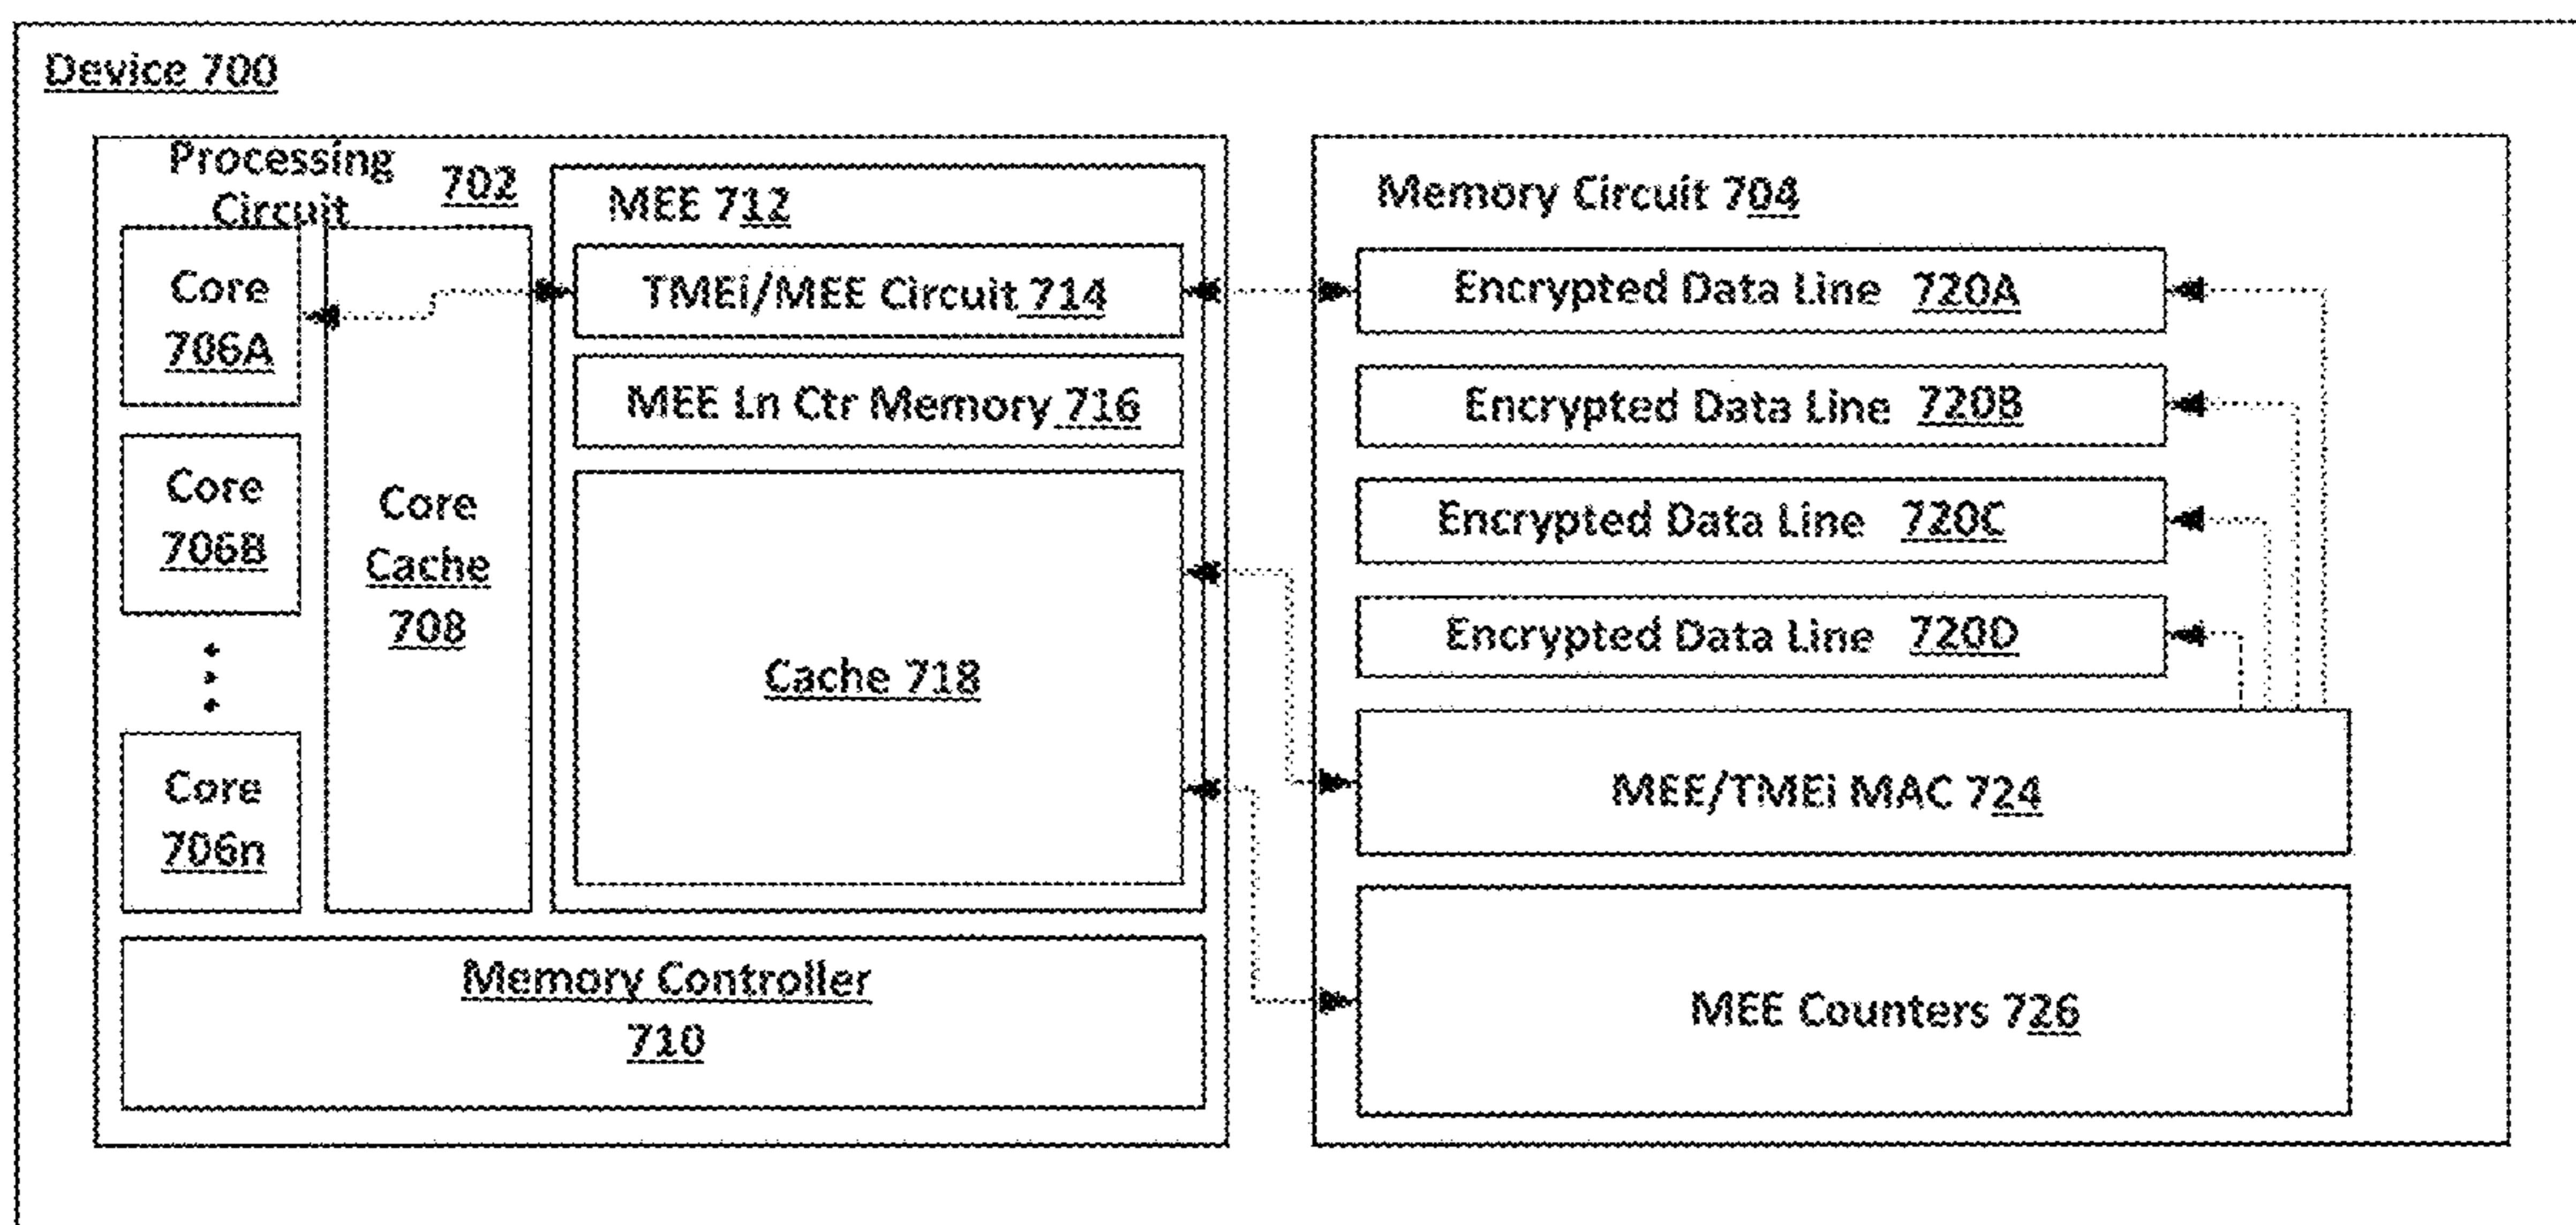 Device 700
Processing
Circuit
702
Core
706A
Core
706B
Core
706n
Core
Cache
708
MEE 712
TMEi/MEE Circuit 714
MEE Ln Ctr Memory 716
Cache 718
Memory Controller
710
Memory Circuit 704
Encrypted Data Line 720A
Encrypted Data Line 720B
Encrypted Data Line 720C
Encrypted Data Line 720D
MEE/TMEi MAC 724
MEE Counters 726